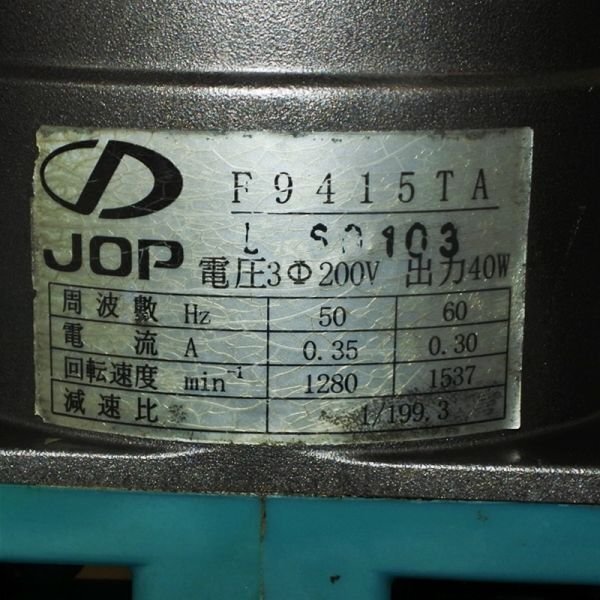 JOP
F9415TA
電圧3Φ200V 出力40W
周波數 Hz 50 60
電流 A 0.35 0.30
回転速度 min⁻¹ 1280 1537
減速比 1/199.3